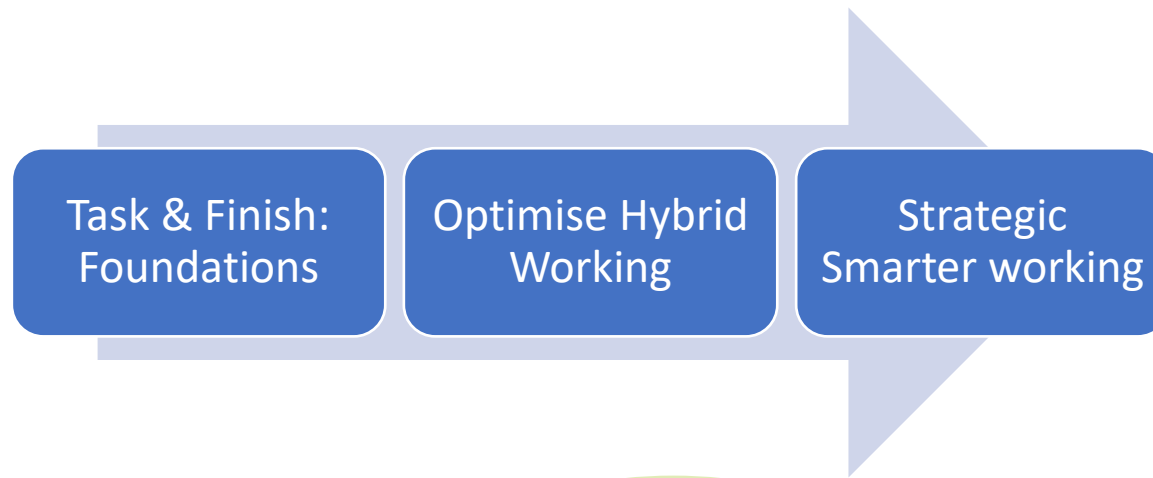 Task & Finish:
Foundations
Optimise Hybrid
Working
Strategic
Smarter working